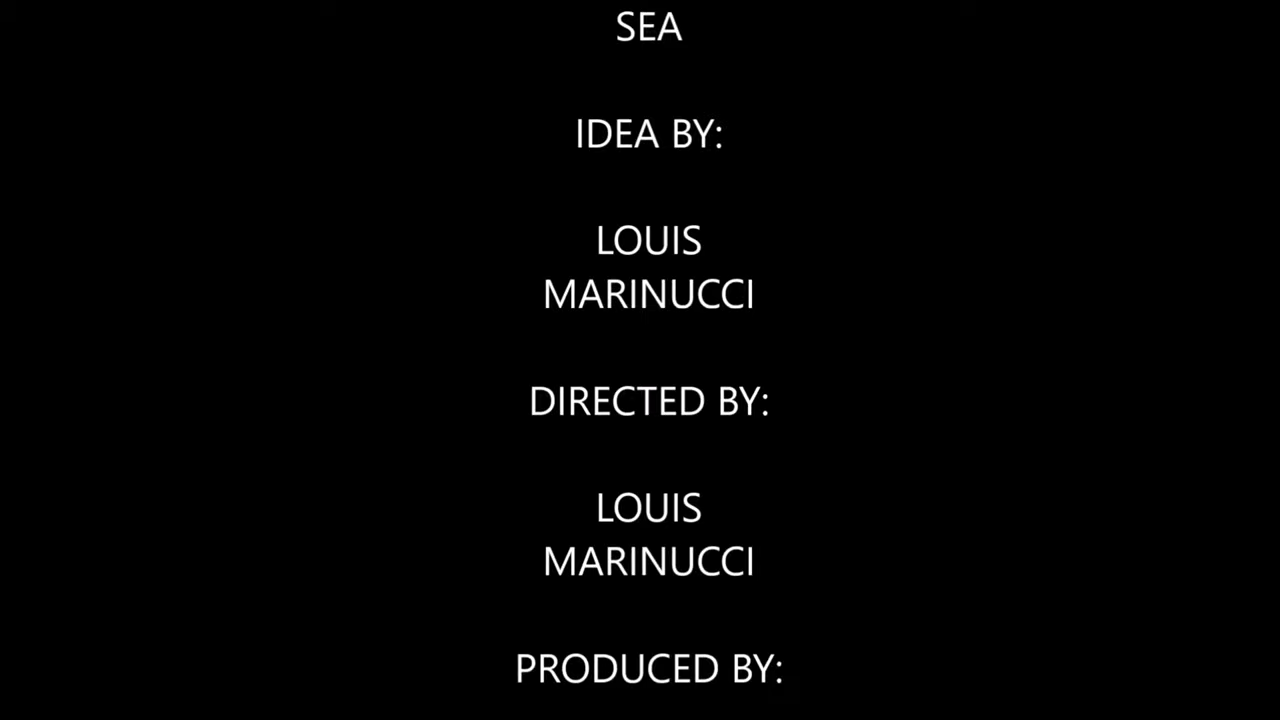 SEA
IDEA BY:
LOUIS
MARINUCCI
DIRECTED BY:
LOUIS
MARINUCCI
PRODUCED BY: